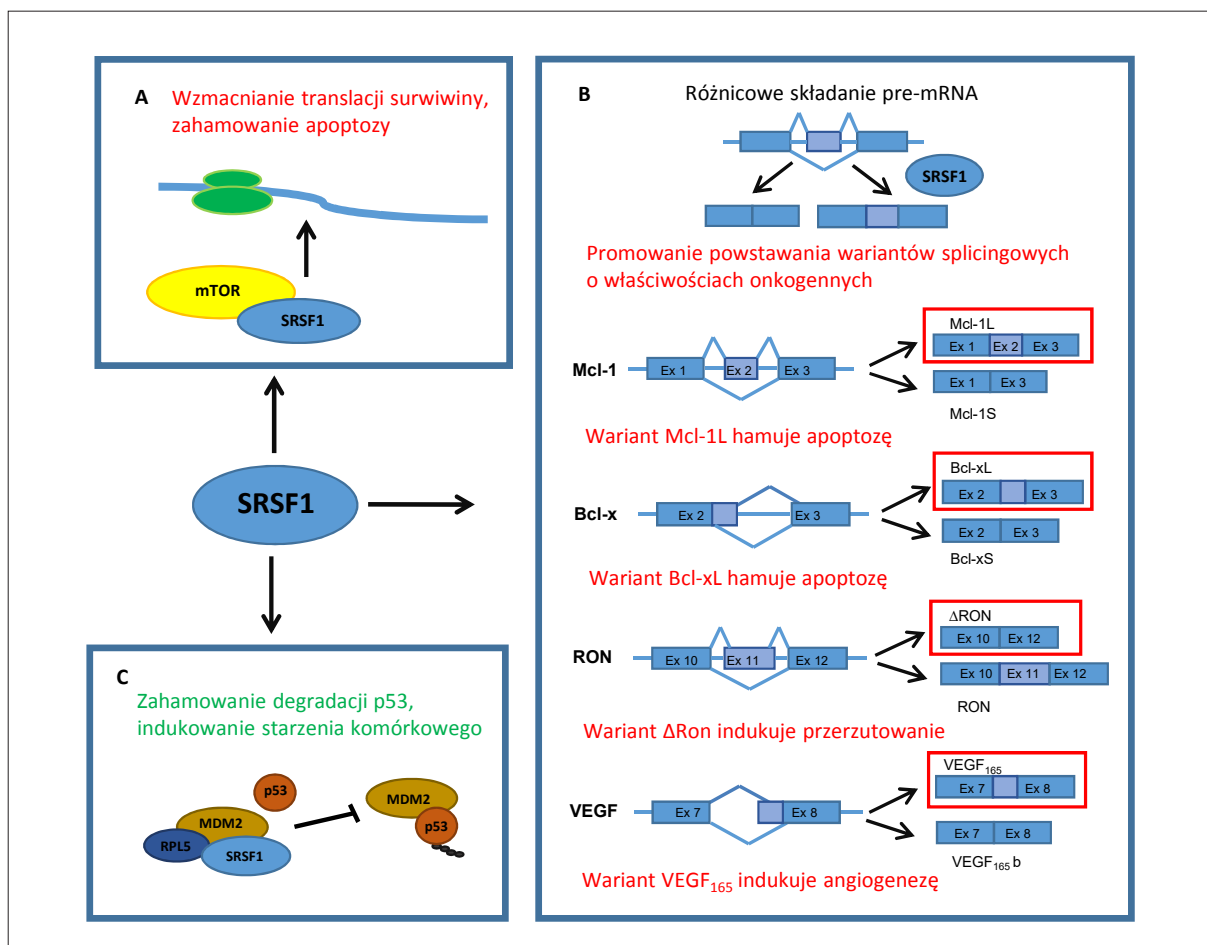 A Wzmacnianie translacji surwiwiny,
zahamowanie apoptozy
mTOR
SRSF1
SRSF1
C
Zahamowanie degradacji p53,
indukowanie starzenia komórkowego
p53
MDM2
RPL5
SRSF1
MDM2
p53
B Różnicowe składanie pre-mRNA
SRSF1
Promowanie powstawania wariantów splicingowych
o właściwościach onkogennych
Mcl-1
Ex 1 Ex 2 Ex 3
Mcl-1L
Ex 1 Ex 2 Ex 3
Ex 1 Ex 3
Mcl-1S
Wariant Mcl-1L hamuje apoptozę
Bcl-x
Ex 2 Ex 3
Bcl-xL
Ex 2 Ex 3
Ex 2 Ex 3
Bcl-xS
Wariant Bcl-xL hamuje apoptozę
RON
Ex 10 Ex 11 Ex 12
ΔRON
Ex 10 Ex 12
Ex 10 Ex 11 Ex 12
RON
Wariant ΔRon indukuje przerzutowanie
VEGF
Ex 7 Ex 8
VEGF₁₆₅
Ex 7 Ex 8
Ex 7 Ex 8
VEGF₁₆₅ b
Wariant VEGF₁₆₅ indukuje angiogenezę